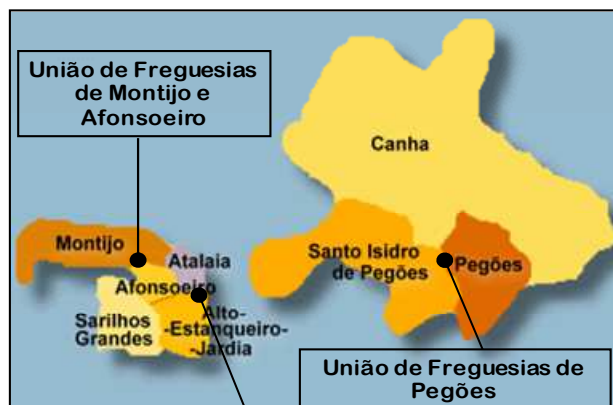 União de Freguesias
de Montijo e
Afonsoeiro
Canha
Montijo
Atalaia
Santo Isidro
de Pegões
Pegões
Afonsoeiro
Sarilhos
Grandes
Alto-
-Estanqueiro-
-Jardia
União de Freguesias de
Pegões